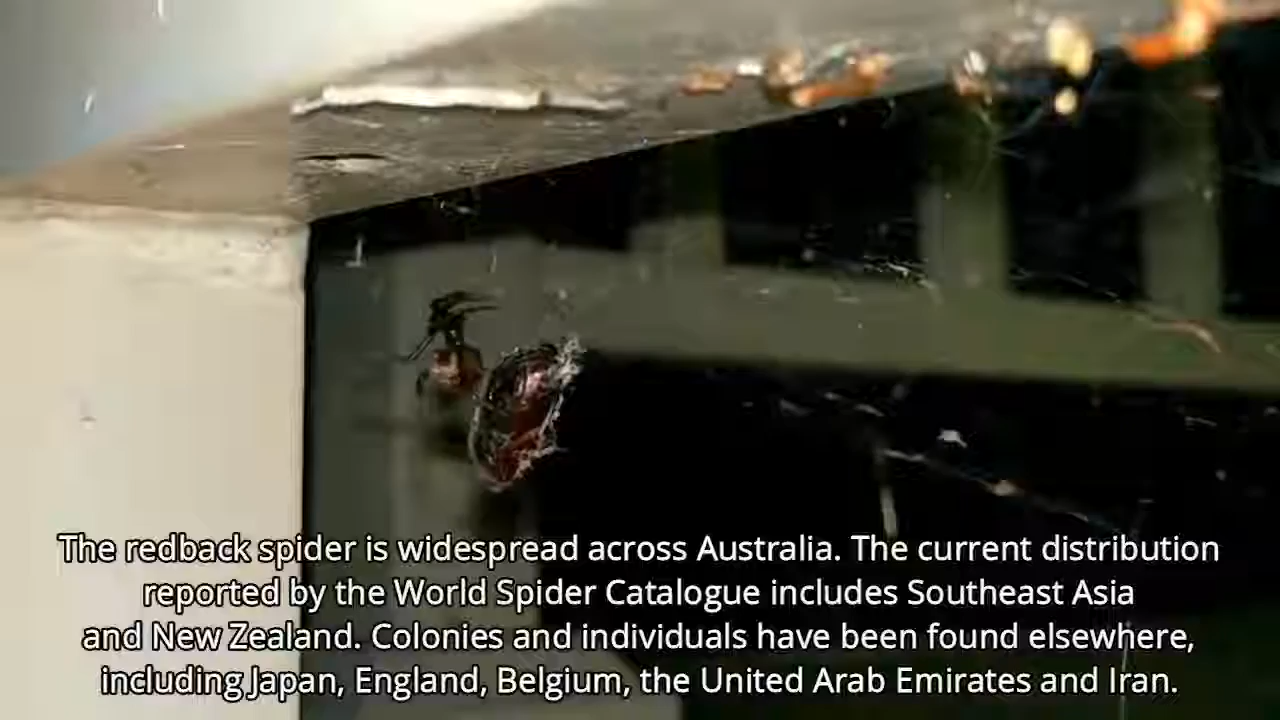 The redback spider is widespread across Australia. The current distribution
reported by the World Spider Catalogue includes Southeast Asia
and New Zealand. Colonies and individuals have been found elsewhere,
including Japan, England, Belgium, the United Arab Emirates and Iran.